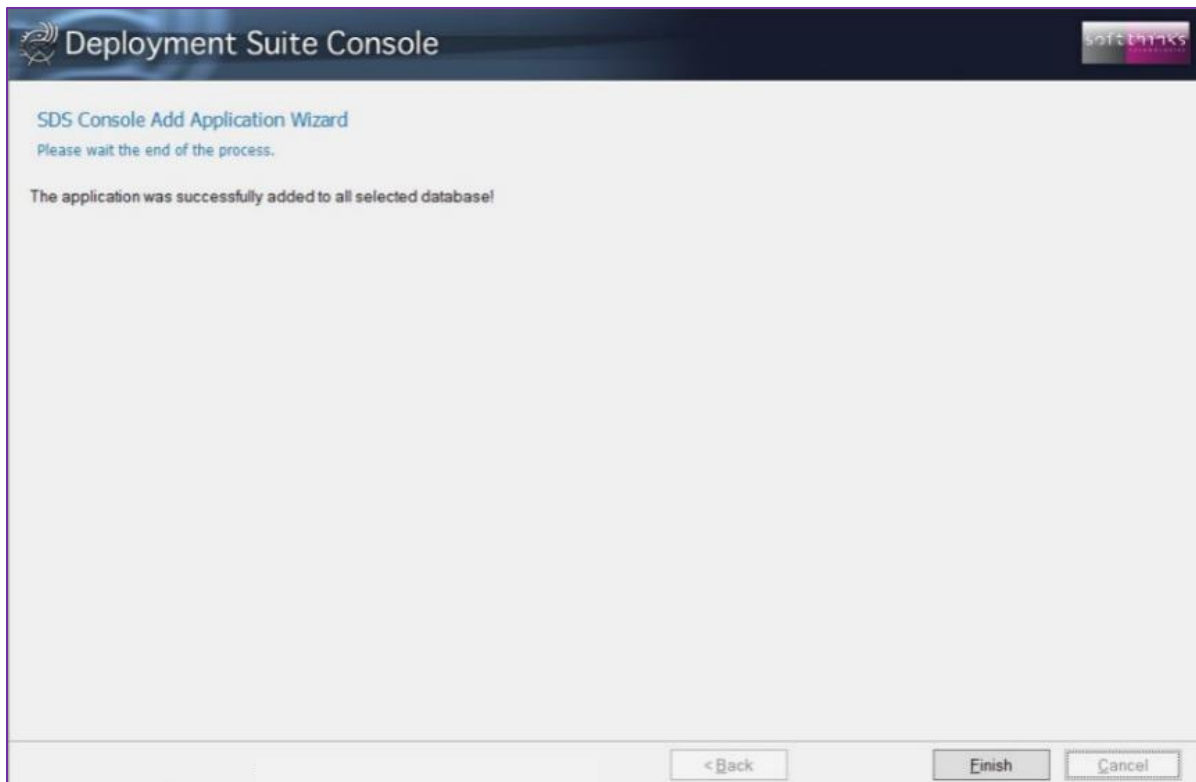 Deployment Suite Console
softthinks
SDS Console Add Application Wizard
Please wait the end of the process.
The application was successfully added to all selected database!
< Back
Finish
Cancel